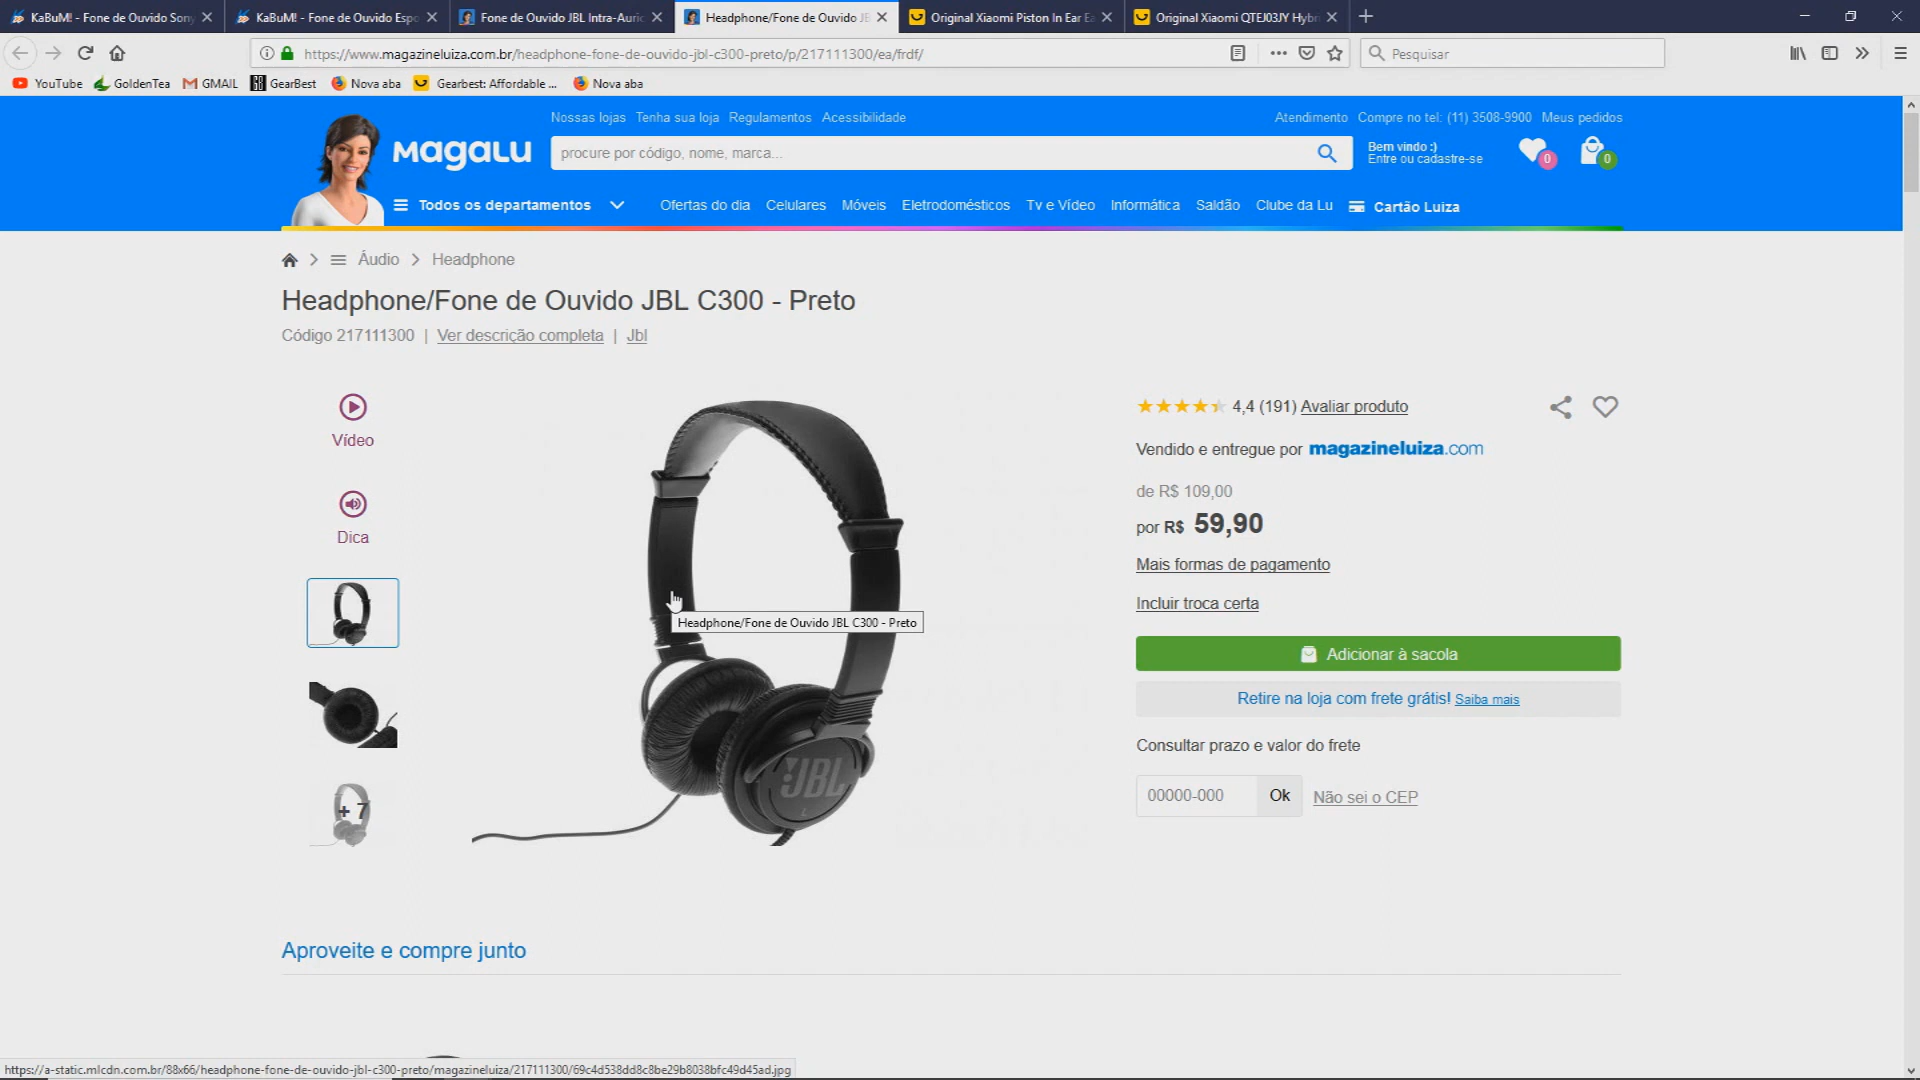 KaBuM! - Fone de Ouvido Sony
KaBuM! - Fone de Ouvido Espo
Fone de Ouvido JBL Intra-Auric
Headphone/Fone de Ouvido JB
Original Xiaomi Piston In Ear Ea
Original Xiaomi QTEJ03JY Hybri
https://www.magazineluiza.com.br/headphone-fone-de-ouvido-jbl-c300-preto/p/217111300/ea/frdf/
Pesquisar
YouTube
GoldenTea
GMAIL
GB
GearBest
Nova aba
Gearbest: Affordable ...
Nova aba
Nossas lojas
Tenha sua loja
Regulamentos
Acessibilidade
Atendimento
Compre no tel: (11) 3508-9900
Meus pedidos
MagaLu
procure por código, nome, marca...
Bem vindo :)
Entre ou cadastre-se
0
0
Todos os departamentos
Ofertas do dia
Celulares
Móveis
Eletrodomésticos
Tv e Vídeo
Informática
Saldão
Clube da Lu
Cartão Luiza
Áudio
Headphone
Headphone/Fone de Ouvido JBL C300 - Preto
Código 217111300 | Ver descrição completa | Jbl
Vídeo
Dica
+ 7
JBL
L
Headphone/Fone de Ouvido JBL C300 - Preto
4,4 (191) Avaliar produto
Vendido e entregue por magazineluiza.com
de R$ 109,00
por R$ 59,90
Mais formas de pagamento
Incluir troca certa
Adicionar à sacola
Retire na loja com frete grátis! Saiba mais
Consultar prazo e valor do frete
00000-000
Ok
Não sei o CEP
Aproveite e compre junto
https://a-static.mlcdn.com.br/88x66/headphone-fone-de-ouvido-jbl-c300-preto/magazineluiza/217111300/69c4d538dd8c8be29b8038bfc49d45ad.jpg